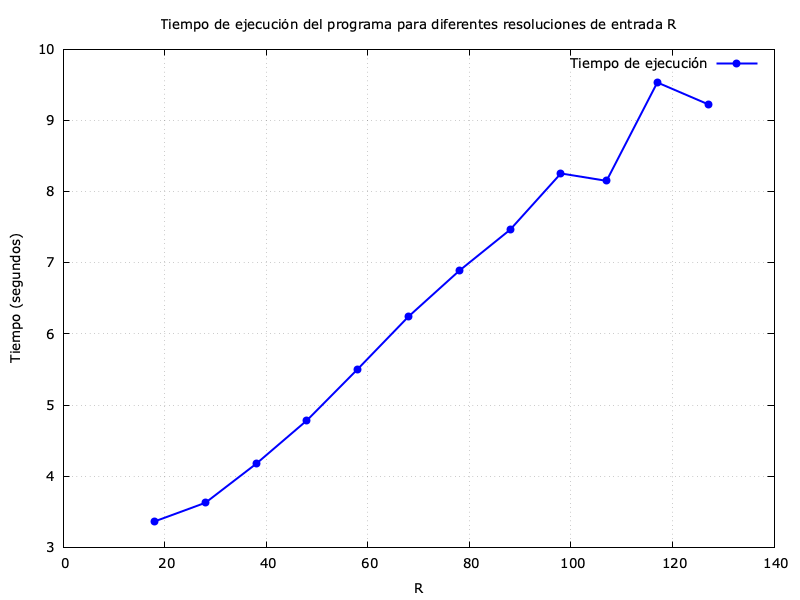 Tiempo de ejecución del programa para diferentes resoluciones de entrada R
Tiempo de ejecución
10
9
8
7
6
5
4
3
Tiempo (segundos)
0 20 40 60 80 100 120 140
R